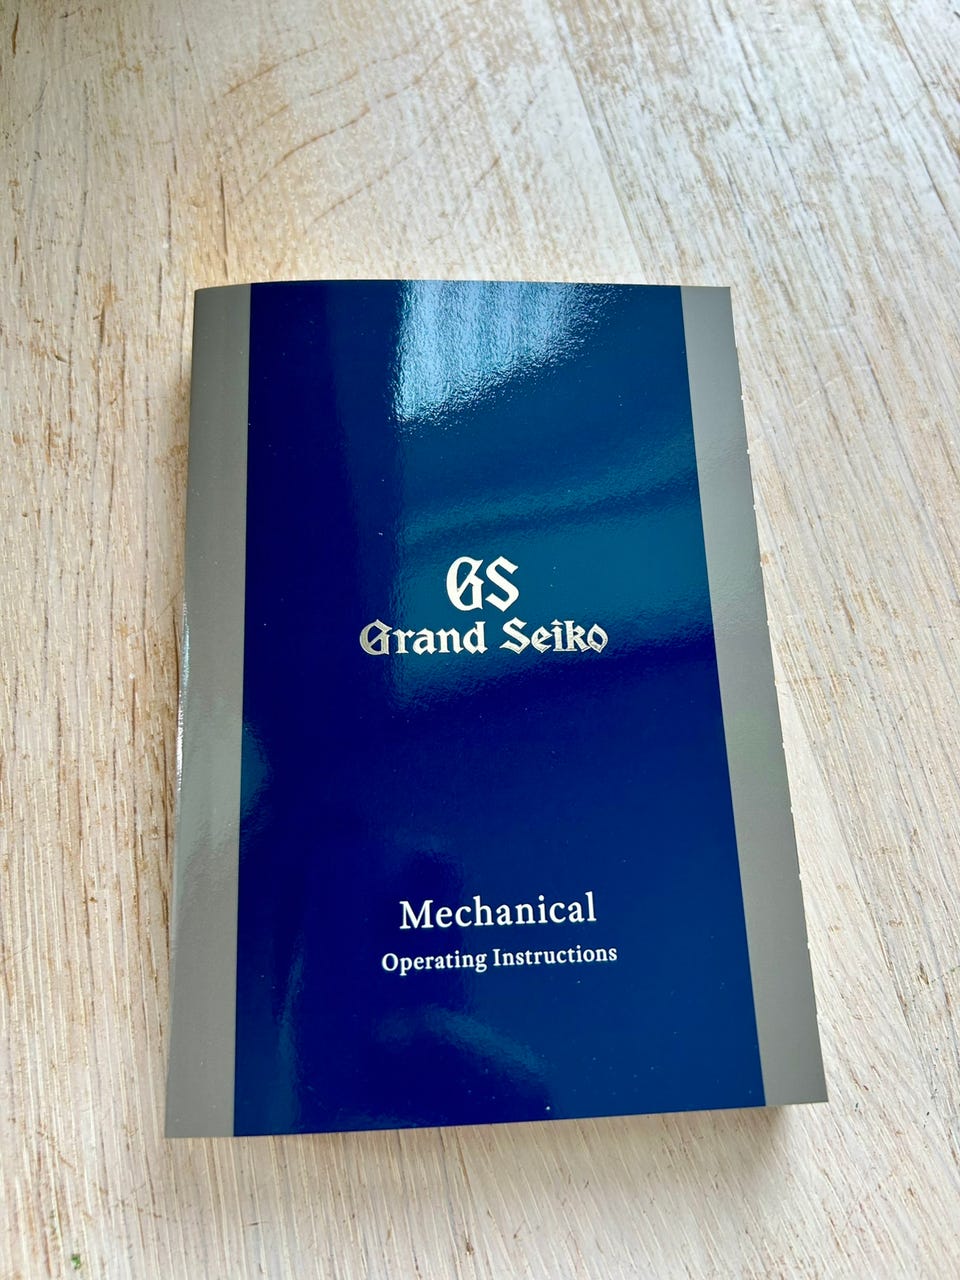 GS
Grand Seiko
Mechanical
Operating Instructions